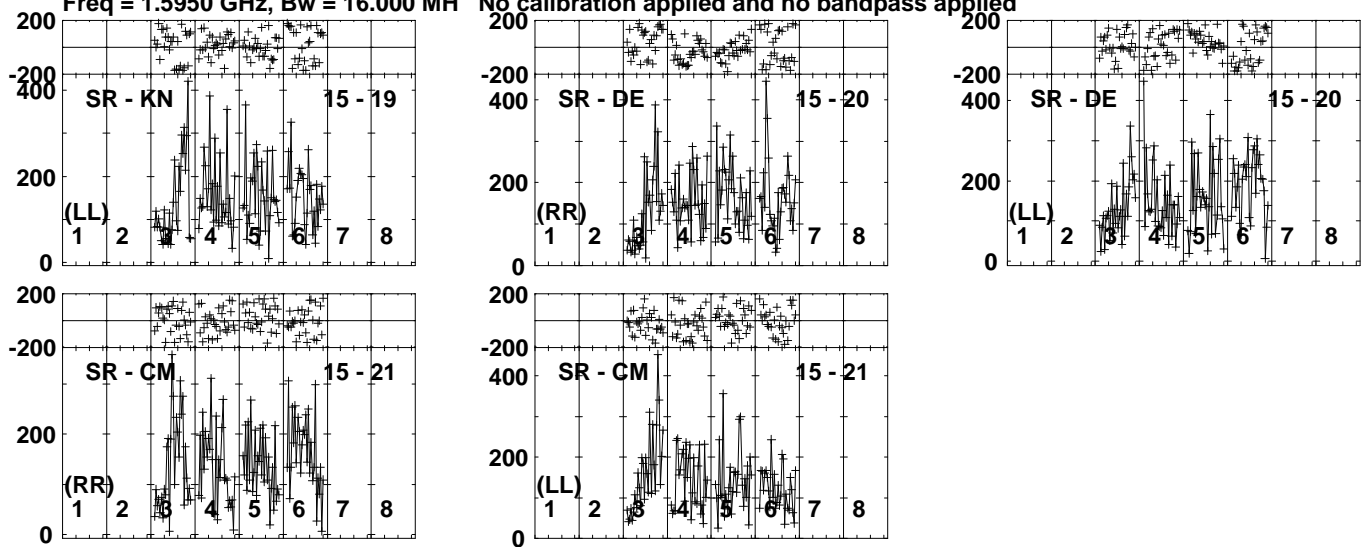 Freq = 1.5950 GHz, Bw = 16.000 MH No calibration applied and no bandpass applied
200
-200
400
200
0
SR - KN 15 - 19
(LL)
1 2 3 4 5 6 7 8
200
-200
400
200
0
SR - DE 15 - 20
(RR)
1 2 3 4 5 6 7 8
200
-200
400
200
0
SR - DE 15 - 20
(LL)
1 2 3 4 5 6 7 8
200
-200
200
0
SR - CM 15 - 21
(RR)
1 2 3 4 5 6 7 8
200
-200
400
200
0
SR - CM 15 - 21
(LL)
1 2 3 4 5 6 7 8